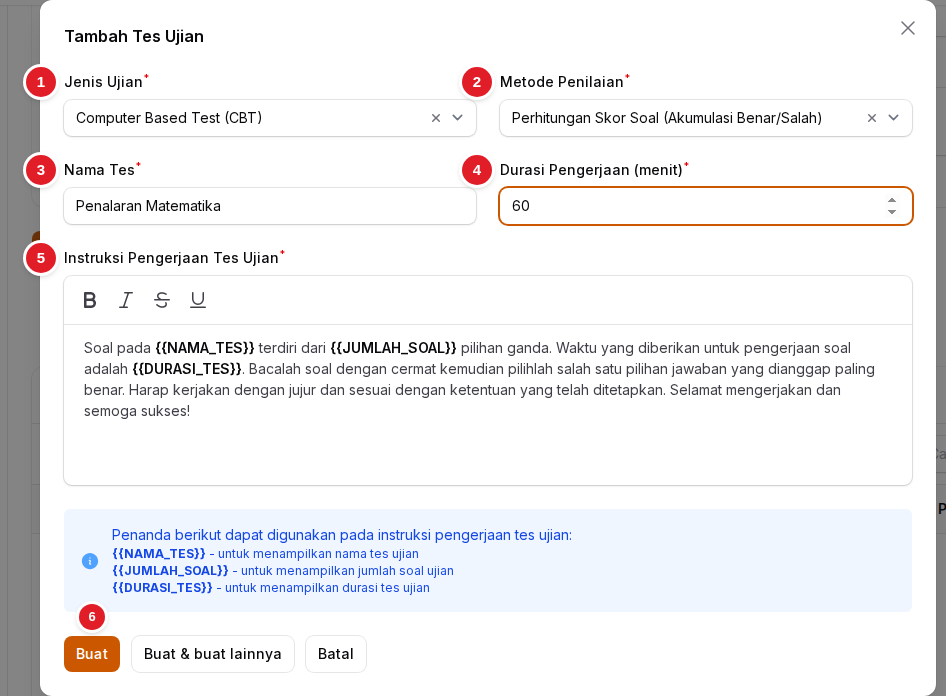 Tambah Tes Ujian
1 Jenis Ujian* 2 Metode Penilaian*
Computer Based Test (CBT) Perhitungan Skor Soal (Akumulasi Benar/Salah)
3 Nama Tes* 4 Durasi Pengerjaan (menit)*
Penalaran Matematika 60
5 Instruksi Pengerjaan Tes Ujian*
B I S U
Soal pada {{NAMA_TES}} terdiri dari {{JUMLAH_SOAL}} pilihan ganda. Waktu yang diberikan untuk pengerjaan soal
adalah {{DURASI_TES}}. Bacalah soal dengan cermat kemudian pilihlah salah satu pilihan jawaban yang dianggap paling
benar. Harap kerjakan dengan jujur dan sesuai dengan ketentuan yang telah ditetapkan. Selamat mengerjakan dan
semoga sukses!
Penanda berikut dapat digunakan pada instruksi pengerjaan tes ujian:
{{NAMA_TES}} - untuk menampilkan nama tes ujian
{{JUMLAH_SOAL}} - untuk menampilkan jumlah soal ujian
{{DURASI_TES}} - untuk menampilkan durasi tes ujian
6
Buat Buat & buat lainnya Batal